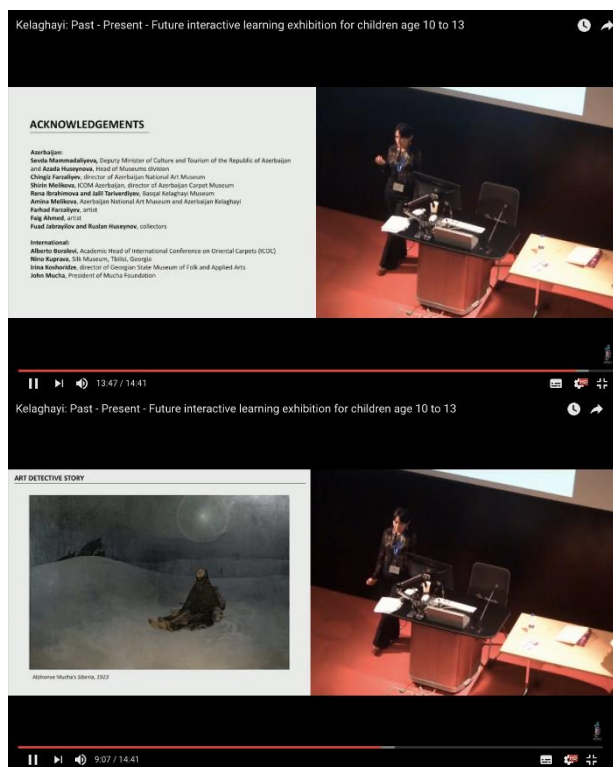 Kelaghayi: Past - Present - Future interactive learning exhibition for children age 10 to 13
ACKNOWLEDGEMENTS
Azerbaijan:
Sevda Mammadaliyeva, Deputy Minister of Culture and Tourism of the Republic of Azerbaijan
and Azada Huseynova, Head of Museums division
Chingiz Farzaliyev, director of Azerbaijan National Art Museum
Shirin Melikova, ICOM Azerbaijan, director of Azerbaijan Carpet Museum
Rena Ibrahimova and Jalil Tariverdiyev, Basqal Kelaghayi Museum
Amina Melikova, Azerbaijan National Art Museum and Azerbaijan Kelaghayi
Farhad Farzaliyev, artist
Faig Ahmed, artist
Fuad Jabrayilov and Ruslan Huseynov, collectors
International:
Alberto Boralevi, Academic Head of International Conference on Oriental Carpets (ICOC)
Nino Kuprava, Silk Museum, Tbilisi, Georgia
Irina Koshoridze, director of Georgian State Museum of Folk and Applied Arts
John Mucha, President of Mucha Foundation
13:47 / 14:41
Kelaghayi: Past - Present - Future interactive learning exhibition for children age 10 to 13
ART DETECTIVE STORY
Alphonse Mucha's Siberia, 1923
9:07 / 14:41